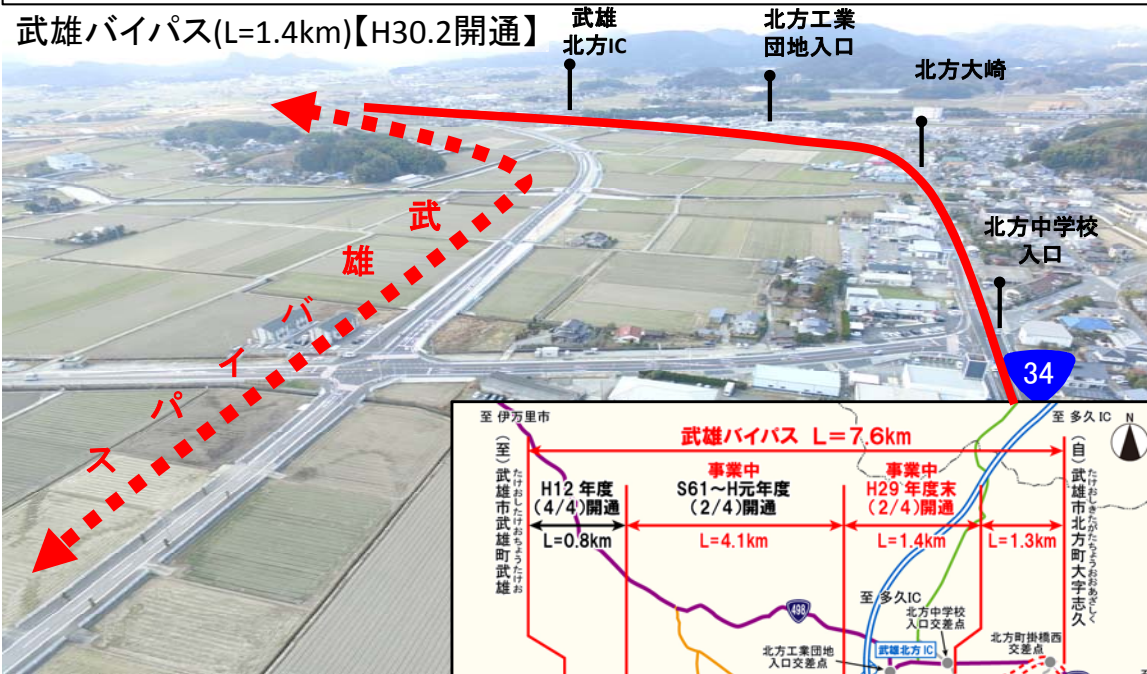 武雄バイパス(L=1.4km)【H30.2開通】
武雄
北方IC
北方工業
団地入口
北方大崎
北方中学校
入口
武雄バイパス
34
至 伊万里市
至 多久IC
N
武雄バイパス L=7.6km
(至)武雄市武雄町武雄
たけおしたけおちょうたけお
H12年度
(4/4)開通
L=0.8km
事業中
S61~H元年度
(2/4)開通
L=4.1km
事業中
H29年度末
(2/4)開通
L=1.4km
L=1.3km
(自)武雄市北方町大字志久
たけおしきたがたちょうおおあざしく
498
至 多久IC
北方中学校
入口交差点
北方工業団地
入口交差点
武雄北方IC
北方町掛橋西
交差点